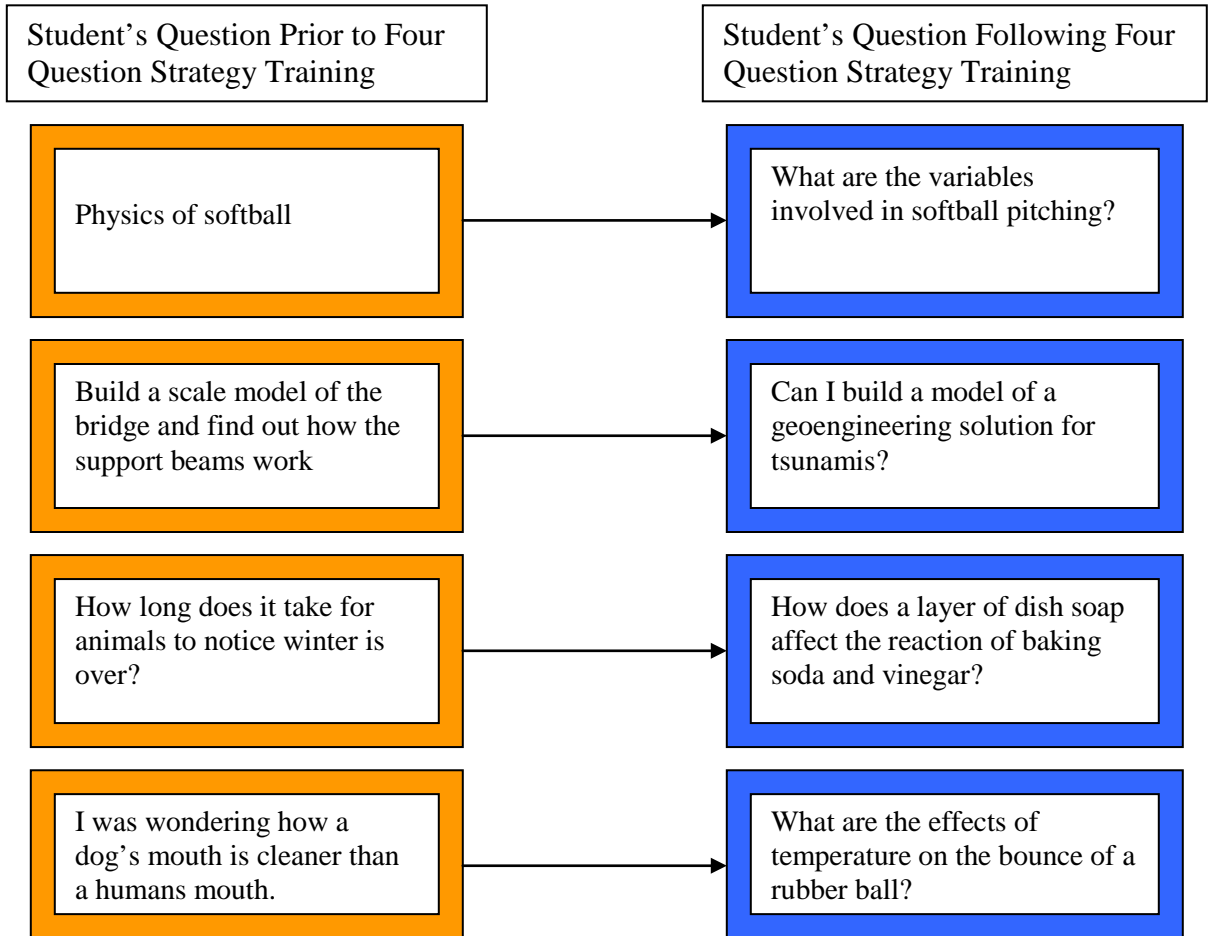 Student’s Question Prior to Four
Question Strategy Training
Student’s Question Following Four
Question Strategy Training
Physics of softball
What are the variables
involved in softball pitching?
Build a scale model of the
bridge and find out how the
support beams work
Can I build a model of a
geoengineering solution for
tsunamis?
How long does it take for
animals to notice winter is
over?
How does a layer of dish soap
affect the reaction of baking
soda and vinegar?
I was wondering how a
dog’s mouth is cleaner than
a humans mouth.
What are the effects of
temperature on the bounce of a
rubber ball?